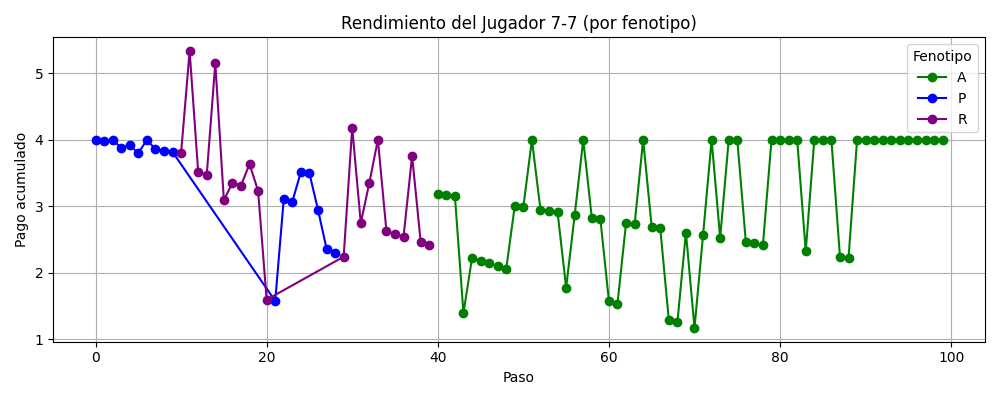 Rendimiento del Jugador 7-7 (por fenotipo)
Pago acumulado
5
4
3
2
1
Fenotipo
A
P
R
0
20
40
60
80
100
Paso